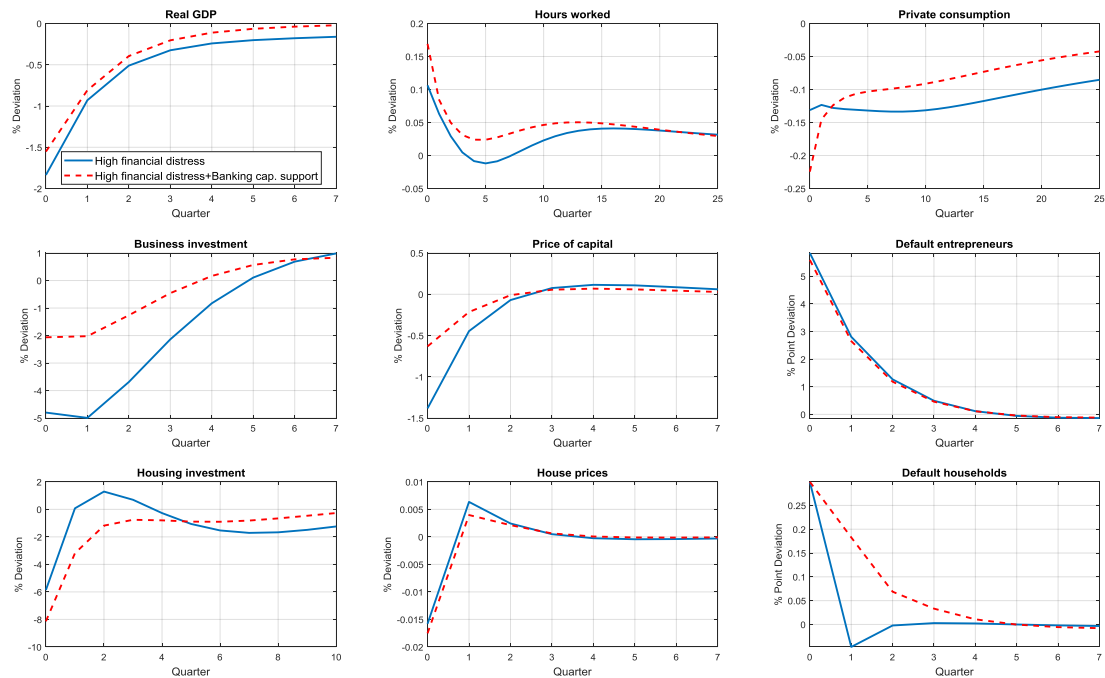 Real GDP
% Deviation
0
-0.5
-1
-1.5
-2
High financial distress
High financial distress+Banking cap. support
0 1 2 3 4 5 6 7
Quarter
Hours worked
% Deviation
0.2
0.15
0.1
0.05
0
-0.05
0 5 10 15 20 25
Quarter
Private consumption
% Deviation
0
-0.05
-0.1
-0.15
-0.2
-0.25
0 5 10 15 20 25
Quarter
Business investment
% Deviation
1
0
-1
-2
-3
-4
-5
0 1 2 3 4 5 6 7
Quarter
Price of capital
% Deviation
0.5
0
-0.5
-1
-1.5
0 1 2 3 4 5 6 7
Quarter
Default entrepreneurs
% Point Deviation
5
4
3
2
1
0
0 1 2 3 4 5 6 7
Quarter
Housing investment
% Deviation
2
0
-2
-4
-6
-8
-10
0 2 4 6 8 10
Quarter
House prices
% Deviation
0.01
0.005
0
-0.005
-0.01
-0.015
-0.02
0 1 2 3 4 5 6 7
Quarter
Default households
% Point Deviation
0.25
0.2
0.15
0.1
0.05
0
0 1 2 3 4 5 6 7
Quarter